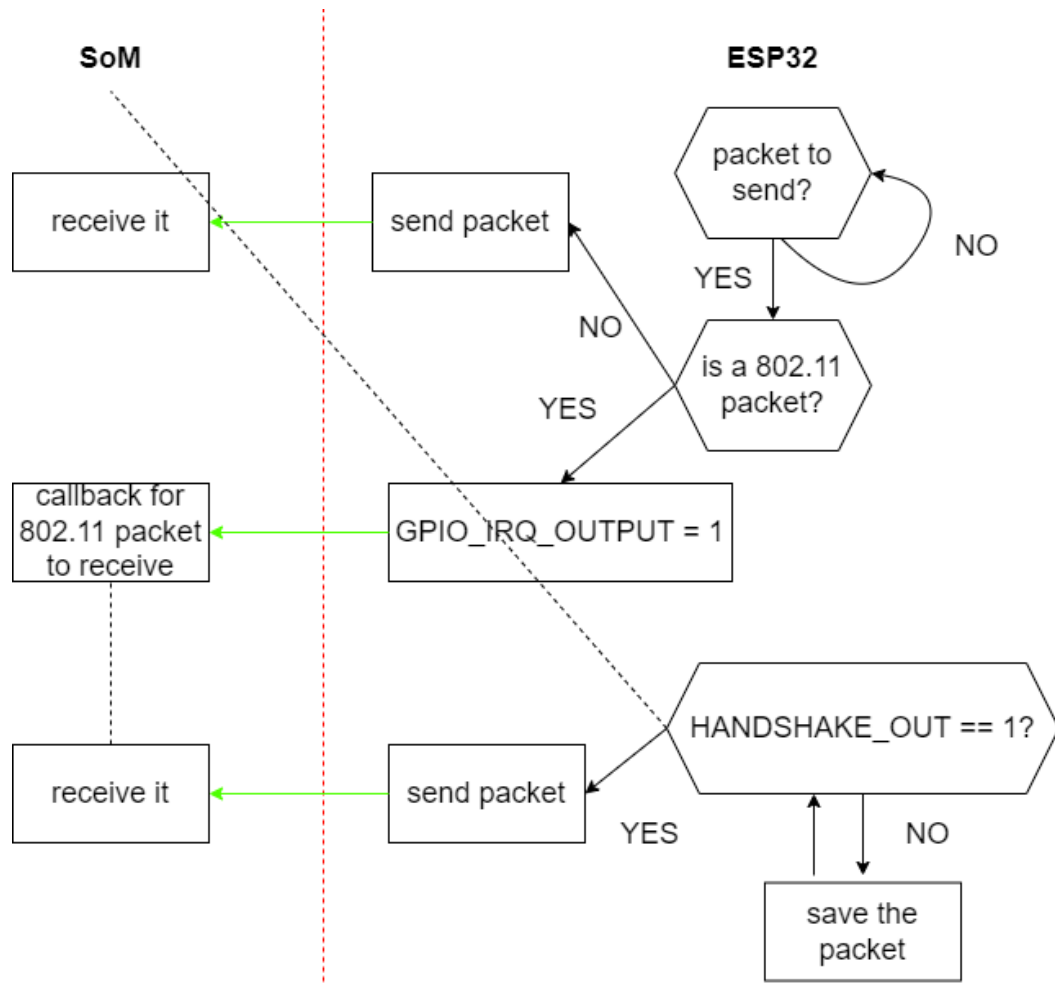 SoM
ESP32
packet to
send?
receive it
send packet
NO
YES
NO
is a 802.11
packet?
YES
callback for
802.11 packet
to receive
GPIO_IRQ_OUTPUT = 1
HANDSHAKE_OUT == 1?
receive it
send packet
YES
NO
save the
packet